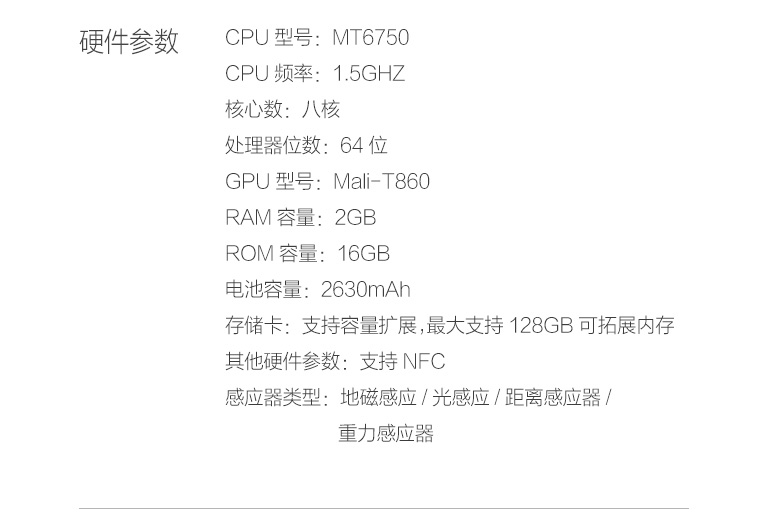 硬件参数
CPU 型号：MT6750
CPU 频率：1.5GHZ
核心数：八核
处理器位数：64 位
GPU 型号：Mali-T860
RAM 容量：2GB
ROM 容量：16GB
电池容量：2630mAh
存储卡：支持容量扩展，最大支持 128GB 可拓展内存
其他硬件参数：支持 NFC
感应器类型：地磁感应 / 光感应 / 距离感应器 /
重力感应器